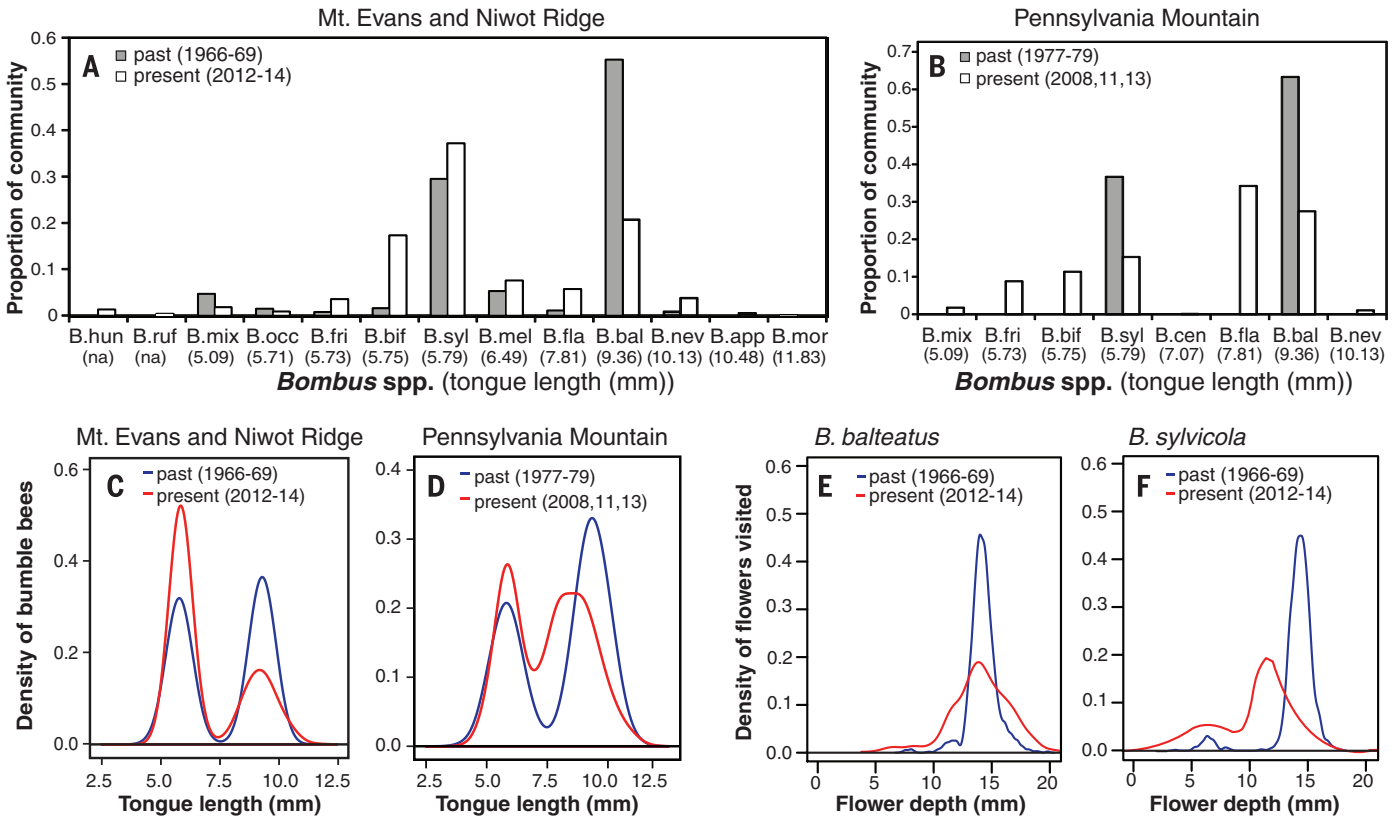 Mt. Evans and Niwot Ridge
A
past (1966-69)
present (2012-14)
Proportion of community
0.6
0.5
0.4
0.3
0.2
0.1
0
B.hun B.ruf B.mix B.occ B.fri B.bif B.syl B.mel B.fla B.bal B.nev B.app B.mor
(na) (na) (5.09) (5.71) (5.73) (5.75) (5.79) (6.49) (7.81) (9.36) (10.13) (10.48) (11.83)
Bombus spp. (tongue length (mm))
Pennsylvania Mountain
B
past (1977-79)
present (2008,11,13)
Proportion of community
0.7
0.6
0.5
0.4
0.3
0.2
0.1
0
B.mix B.fri B.bif B.syl B.cen B.fla B.bal B.nev
(5.09) (5.73) (5.75) (5.79) (7.07) (7.81) (9.36) (10.13)
Bombus spp. (tongue length (mm))
Mt. Evans and Niwot Ridge
C
past (1966-69)
present (2012-14)
Density of bumble bees
0.6
0.4
0.2
0.0
2.5 5.0 7.5 10.0 12.5
Tongue length (mm)
Pennsylvania Mountain
D
past (1977-79)
present (2008,11,13)
0.4
0.3
0.2
0.1
0.0
2.5 5.0 7.5 10.0 12.5
Tongue length (mm)
B. balteatus
E
past (1966-69)
present (2012-14)
Density of flowers visited
0.6
0.5
0.4
0.3
0.2
0.1
0.0
0 5 10 15 20
Flower depth (mm)
B. sylvicola
F
past (1966-69)
present (2012-14)
0.6
0.5
0.4
0.3
0.2
0.1
0.0
0 5 10 15 20
Flower depth (mm)